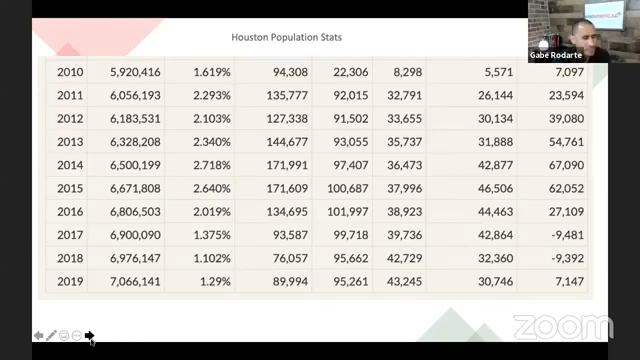 Houston Population Stats
Gabe Rodarte
2010 5,920,416 1.619% 94,308 22,306 8,298 5,571 7,097
2011 6,056,193 2.293% 135,777 92,015 32,791 26,144 23,594
2012 6,183,531 2.103% 127,338 91,502 33,655 30,134 39,080
2013 6,328,208 2.340% 144,677 93,055 35,737 31,888 54,761
2014 6,500,199 2.718% 171,991 97,407 36,473 42,877 67,090
2015 6,671,808 2.640% 171,609 100,687 37,996 46,506 62,052
2016 6,806,503 2.019% 134,695 101,997 38,923 44,463 27,109
2017 6,900,090 1.375% 93,587 99,718 39,736 42,864 -9,481
2018 6,976,147 1.102% 76,057 95,662 42,729 32,360 -9,392
2019 7,066,141 1.29% 89,994 95,261 43,245 30,746 7,147
zoom